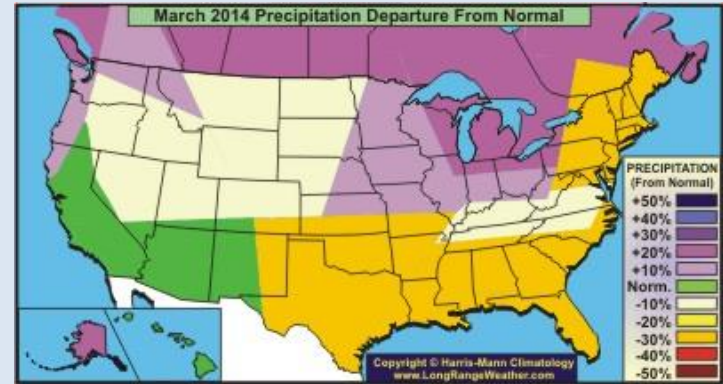 March 2014 Precipitation Departure From Normal
PRECIPITATION
(From Normal)
+50%
+40%
+30%
+20%
+10%
Norm.
-10%
-20%
-30%
-40%
-50%
Copyright © Harris-Mann Climatology
www.LongRangeWeather.com